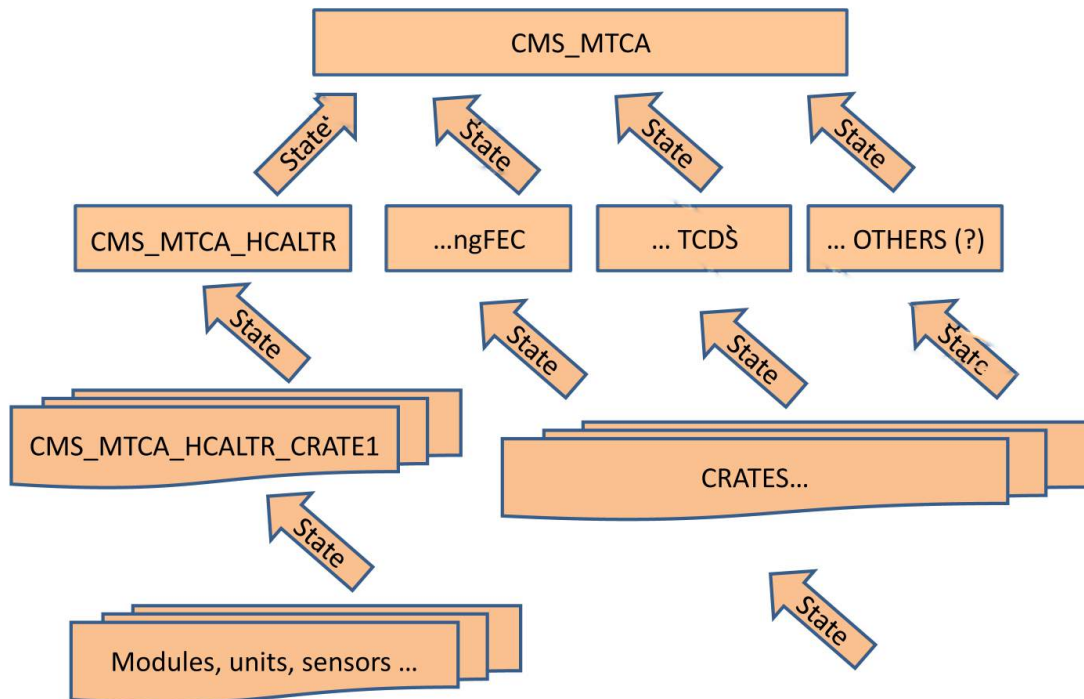 CMS_MTCA
State
State
State
State
CMS_MTCA_HCALTR
...ngFEC
... TCDS
... OTHERS (?)
State
State
State
State
CMS_MTCA_HCALTR_CRATE1
CRATES...
State
State
Modules, units, sensors ...